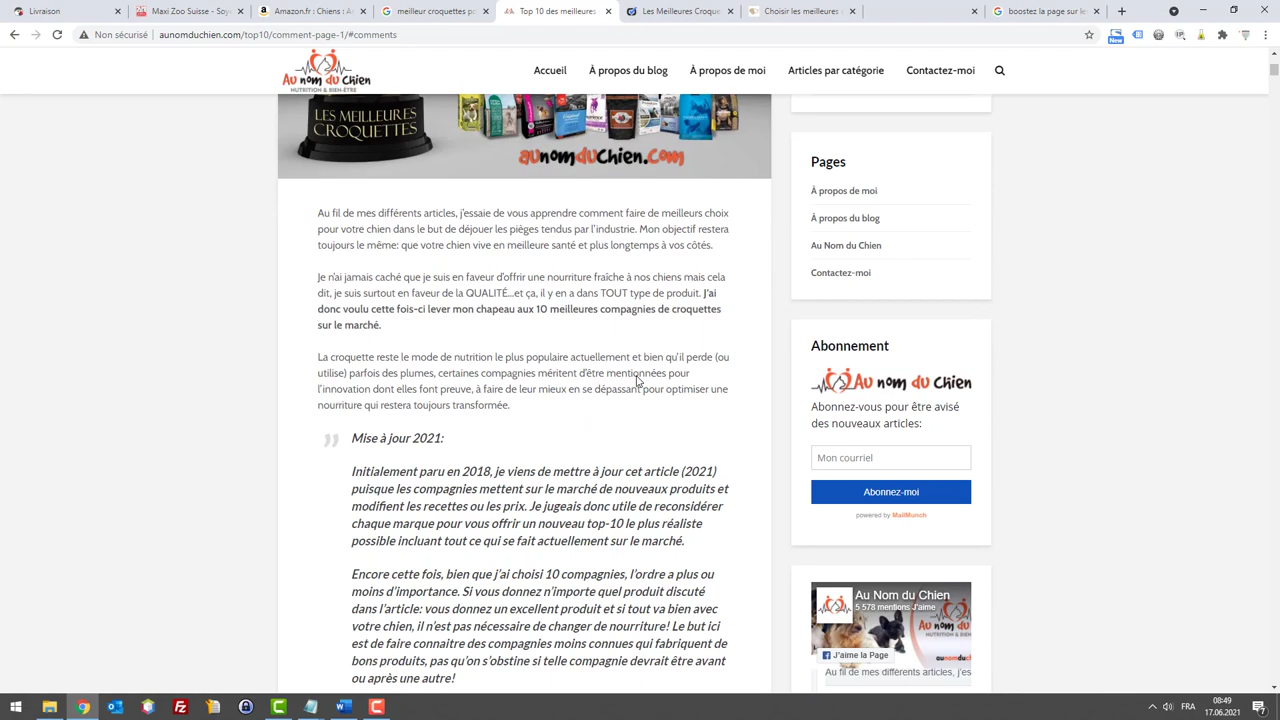 Livraison
Maxi Zoo Suisse - Soy
Amazon.fr : Croquet
meilleures croquettes po
Top 10 des meilleures
Les Meilleures Croque
Choisir les meilleures
boostez la page sur le
Non sécurisé
aunomduchien.com/top10/comment-page-1/#comments
New
Au nom du Chien
NUTRITION & BIEN-ÊTRE
Accueil
À propos du blog
À propos de moi
Articles par catégorie
Contactez-moi
LES MEILLEURES
CROQUETTES
aunomduChien.com
Au fil de mes différents articles, j'essaie de vous apprendre comment faire de meilleurs choix
pour votre chien dans le but de déjouer les pièges tendus par l'industrie. Mon objectif restera
toujours le même: que votre chien vive en meilleure santé et plus longtemps à vos côtés.
Je n'ai jamais caché que je suis en faveur d'offrir une nourriture fraîche à nos chiens mais cela
dit, je suis surtout en faveur de la QUALITÉ...et ça, il y en a dans TOUT type de produit. J'ai
donc voulu cette fois-ci lever mon chapeau aux 10 meilleures compagnies de croquettes
sur le marché.
La croquette reste le mode de nutrition le plus populaire actuellement et bien qu'il perde (ou
utilise) parfois des plumes, certaines compagnies méritent d'être mentionnées pour
l'innovation dont elles font preuve, à faire de leur mieux en se dépassant pour optimiser une
nourriture qui restera toujours transformée.
Mise à jour 2021:
Initialement paru en 2018, je viens de mettre à jour cet article (2021)
puisque les compagnies mettent sur le marché de nouveaux produits et
modifient les recettes ou les prix. Je jugeais donc utile de reconsidérer
chaque marque pour vous offrir un nouveau top-10 le plus réaliste
possible incluant tout ce qui se fait actuellement sur le marché.
Encore cette fois, bien que j'ai choisi 10 compagnies, l'ordre a plus ou
moins d'importance. Si vous donnez n'importe quel produit discuté
dans l'article: vous donnez un excellent produit et si tout va bien avec
votre chien, il n'est pas nécessaire de changer de nourriture! Le but ici
est de faire connaitre des compagnies moins connues qui fabriquent de
bons produits, pas qu'on s'obstine si telle compagnie devrait être avant
ou après une autre!
Pages
À propos de moi
À propos du blog
Au Nom du Chien
Contactez-moi
Abonnement
Au nom du Chien
Abonnez-vous pour être avisé
des nouveaux articles:
Mon courriel
Abonnez-moi
powered by MailMunch
Au Nom du Chien
5 578 mentions J'aime
J'aime la Page
Au fil de mes différents articles, j'es
FRA
08:49
17.06.2021